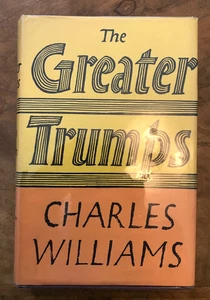 The
Greater
Trumps
CHARLES
WILLIAMS